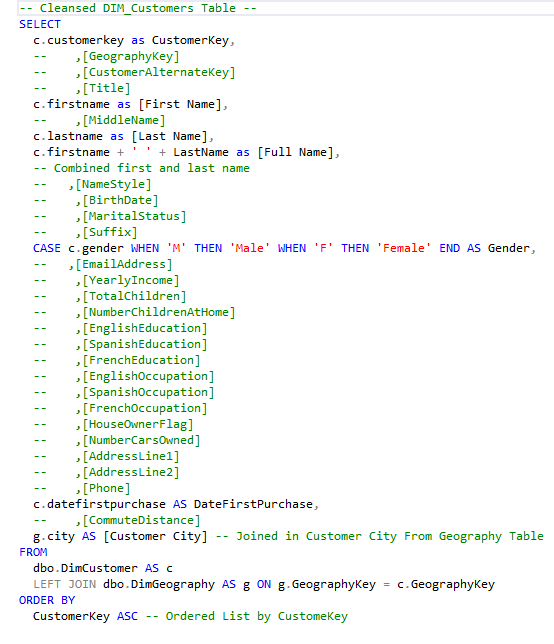 -- Cleansed DIM_Customers Table --
SELECT
c.customerkey as CustomerKey,
-- ,[GeographyKey]
-- ,[CustomerAlternateKey]
-- ,[Title]
c.firstname as [First Name],
-- ,[MiddleName]
c.lastname as [Last Name],
c.firstname + ' ' + LastName as [Full Name],
-- Combined first and last name
-- ,[NameStyle]
-- ,[BirthDate]
-- ,[MaritalStatus]
-- ,[Suffix]
CASE c.gender WHEN 'M' THEN 'Male' WHEN 'F' THEN 'Female' END AS Gender,
-- ,[EmailAddress]
-- ,[YearlyIncome]
-- ,[TotalChildren]
-- ,[NumberChildrenAtHome]
-- ,[EnglishEducation]
-- ,[SpanishEducation]
-- ,[FrenchEducation]
-- ,[EnglishOccupation]
-- ,[SpanishOccupation]
-- ,[FrenchOccupation]
-- ,[HouseOwnerFlag]
-- ,[NumberCarsOwned]
-- ,[AddressLine1]
-- ,[AddressLine2]
-- ,[Phone]
c.datefirstpurchase AS DateFirstPurchase,
-- ,[CommuteDistance]
g.city AS [Customer City] -- Joined in Customer City From Geography Table
FROM
dbo.DimCustomer AS c
LEFT JOIN dbo.DimGeography AS g ON g.GeographyKey = c.GeographyKey
ORDER BY
CustomerKey ASC -- Ordered List by CustomeKey